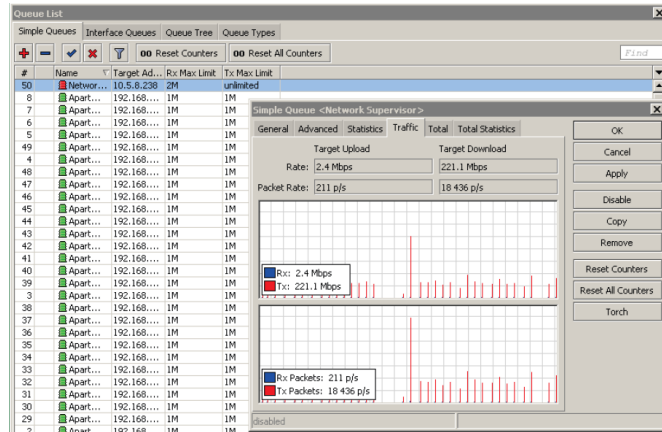 Queue List
Simple Queues Interface Queues Queue Tree Queue Types
00 Reset Counters 00 Reset All Counters Find
# Name Target Ad... Rx Max Limit Tx Max Limit
50 Networ... 10.5.8.238 2M unlimited
8 Apart... 192.168.... 1M 1M
7 Apart... 192.168.... 1M 1M
6 Apart... 192.168.... 1M 1M
5 Apart... 192.168.... 1M 1M
49 Apart... 192.168.... 1M 1M
4 Apart... 192.168.... 1M 1M
48 Apart... 192.168.... 1M 1M
47 Apart... 192.168.... 1M 1M
46 Apart... 192.168.... 1M 1M
45 Apart... 192.168.... 1M 1M
44 Apart... 192.168.... 1M 1M
43 Apart... 192.168.... 1M 1M
42 Apart... 192.168.... 1M 1M
41 Apart... 192.168.... 1M 1M
40 Apart... 192.168.... 1M 1M
39 Apart... 192.168.... 1M 1M
3 Apart... 192.168.... 1M 1M
38 Apart... 192.168.... 1M 1M
37 Apart... 192.168.... 1M 1M
36 Apart... 192.168.... 1M 1M
35 Apart... 192.168.... 1M 1M
34 Apart... 192.168.... 1M 1M
33 Apart... 192.168.... 1M 1M
32 Apart... 192.168.... 1M 1M
31 Apart... 192.168.... 1M 1M
30 Apart... 192.168.... 1M 1M
29 Apart... 192.168.... 1M 1M
2 Apart 192.168 1M 1M
Simple Queue <Network Supervisor>
General Advanced Statistics Traffic Total Total Statistics
Target Upload Target Download
Rate: 2.4 Mbps 221.1 Mbps
Packet Rate: 211 p/s 18 436 p/s
Rx: 2.4 Mbps
Tx: 221.1 Mbps
Rx Packets: 211 p/s
Tx Packets: 18 436 p/s
disabled
OK
Cancel
Apply
Disable
Copy
Remove
Reset Counters
Reset All Counters
Torch